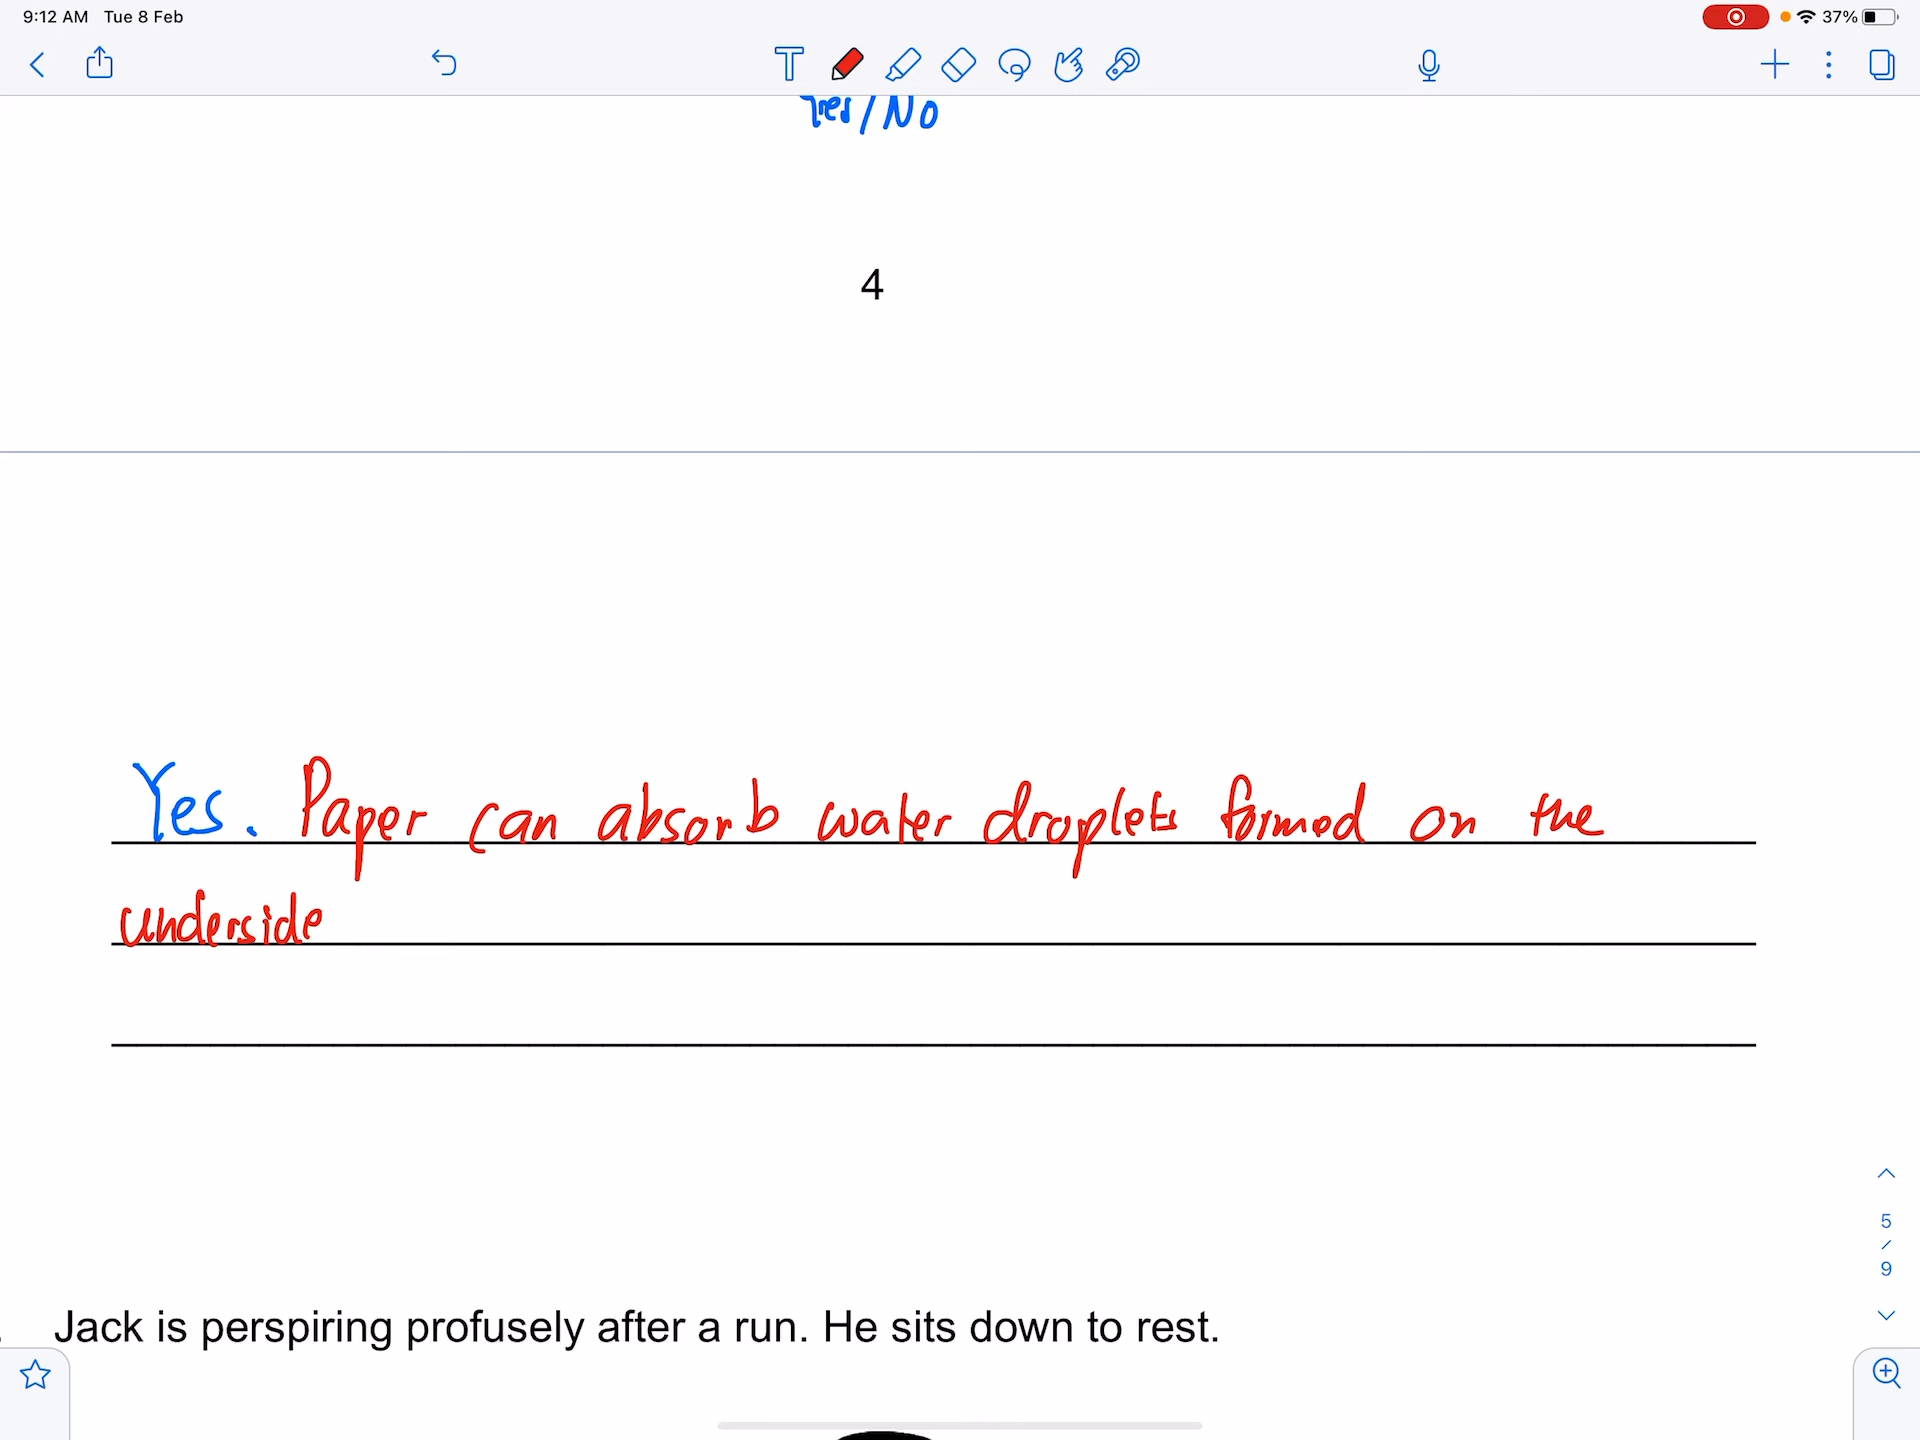 9:12 AM Tue 8 Feb
37%
Yes/No
4
Yes. Paper can absorb water droplets formed on the
underside
5
/
9
Jack is perspiring profusely after a run. He sits down to rest.